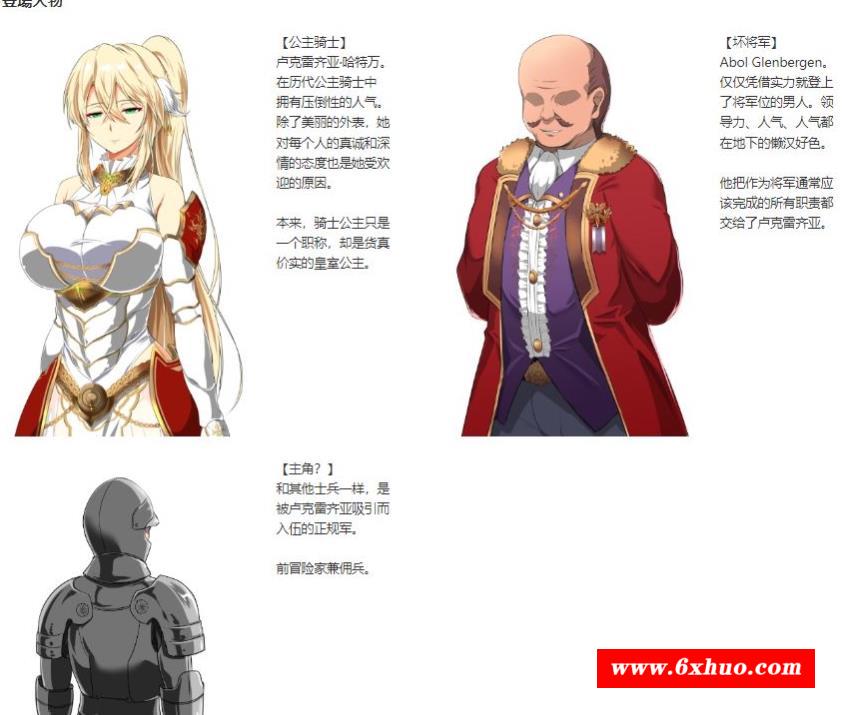 登場人物
【公主骑士】
卢克雷齐亚·哈特万。
在历代公主骑士中
拥有压倒性的人气。
除了美丽的外表，她
对每个人的真诚和深
情的态度也是她受欢
迎的原因。
本来，骑士公主只是
一个职称，却是货真
价实的皇室公主。
【坏将军】
Abol Glenbergen。
仅仅凭借实力就登上
了将军位的男人。领
导力、人气、人气都
在地下的懒汉好色。
他把作为将军通常应
该完成的所有职责都
交给了卢克雷齐亚。
【主角？】
和其他士兵一样，是
被卢克雷齐亚吸引而
入伍的正规军。
前冒险家兼佣兵。
www.6xhuo.com